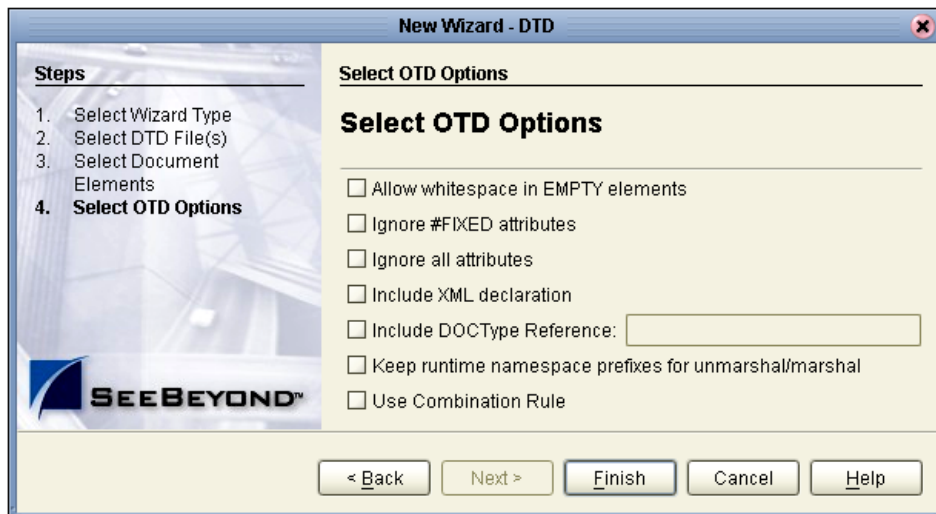 New Wizard - DTD
Steps
1. Select Wizard Type
2. Select DTD File(s)
3. Select Document
Elements
4. Select OTD Options
SEEBEYOND™
Select OTD Options
Select OTD Options
Allow whitespace in EMPTY elements
Ignore #FIXED attributes
Ignore all attributes
Include XML declaration
Include DOCType Reference:
Keep runtime namespace prefixes for unmarshal/marshal
Use Combination Rule
< Back Next > Finish Cancel Help